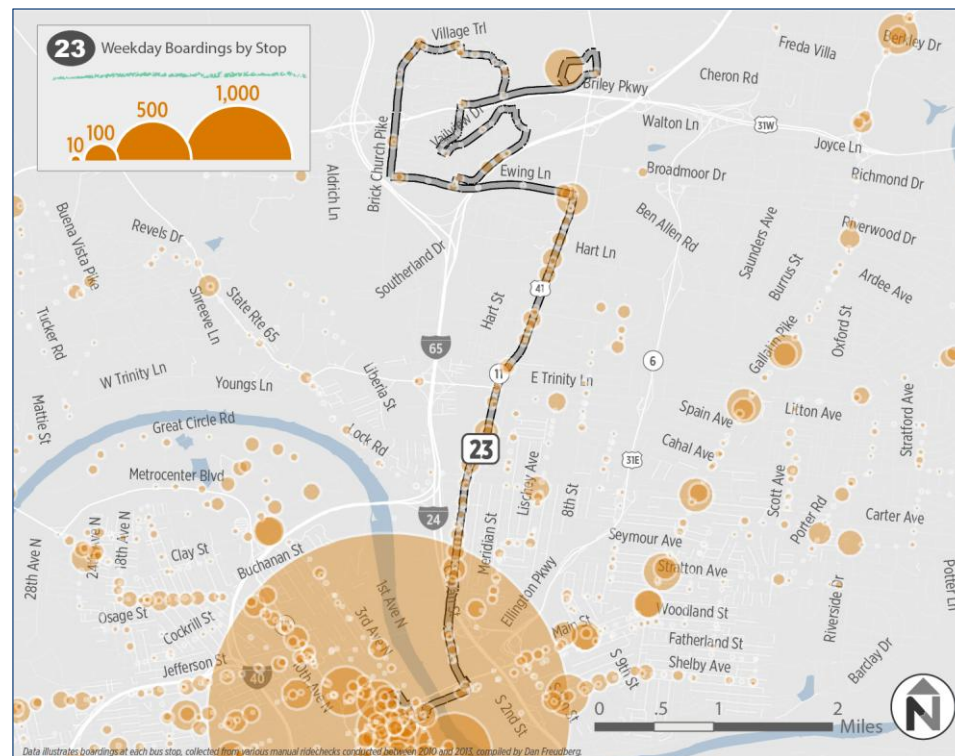 23 Weekday Boardings by Stop
10
100
500
1,000
Village Trl
Freda Villa
Berkley Dr
Cheron Rd
Briley Pkwy
Walton Ln
31W
Vailview Dr
Joyce Ln
Ewing Ln
Broadmoor Dr
Richmond Dr
Brick Church Pike
Aldrich Ln
Buena Vista Pike
Revels Dr
Ben Allen Rd
Saunders Ave
Riverwood Dr
Southerland Dr
Hart Ln
Burrus St
Ardee Ave
State Rte 65
Shreeve Ln
41
Hart St
Tucker Rd
Oxford St
Gallatin Pike
65
6
11
W Trinity Ln
Youngs Ln
Liberia St
E Trinity Ln
Mattle St
Great Circle Rd
Spain Ave
Litton Ave
Stratford Ave
Lock Rd
23
Cahal Ave
31E
Metrocenter Blvd
Lischey Ave
8th St
Scott Ave
Porter Rd
Carter Ave
24
28th Ave N
18th Ave N
Clay St
Buchanan St
Meridian St
Seymour Ave
Stratton Ave
Ellington Pkwy
1st Ave N
Potter Ln
Osage St
Cockrill St
3rd Ave N
Woodland St
Main St
Riverside Dr
Fatherland St
Jefferson St
S 9th St
Shelby Ave
Barclay Dr
40
10th Ave N
S 2nd St
N
0 .5 1 2
Miles
Data illustrates boardings at each bus stop, collected from various manual ridechecks conducted between 2010 and 2013, compiled by Dan Freudberg.